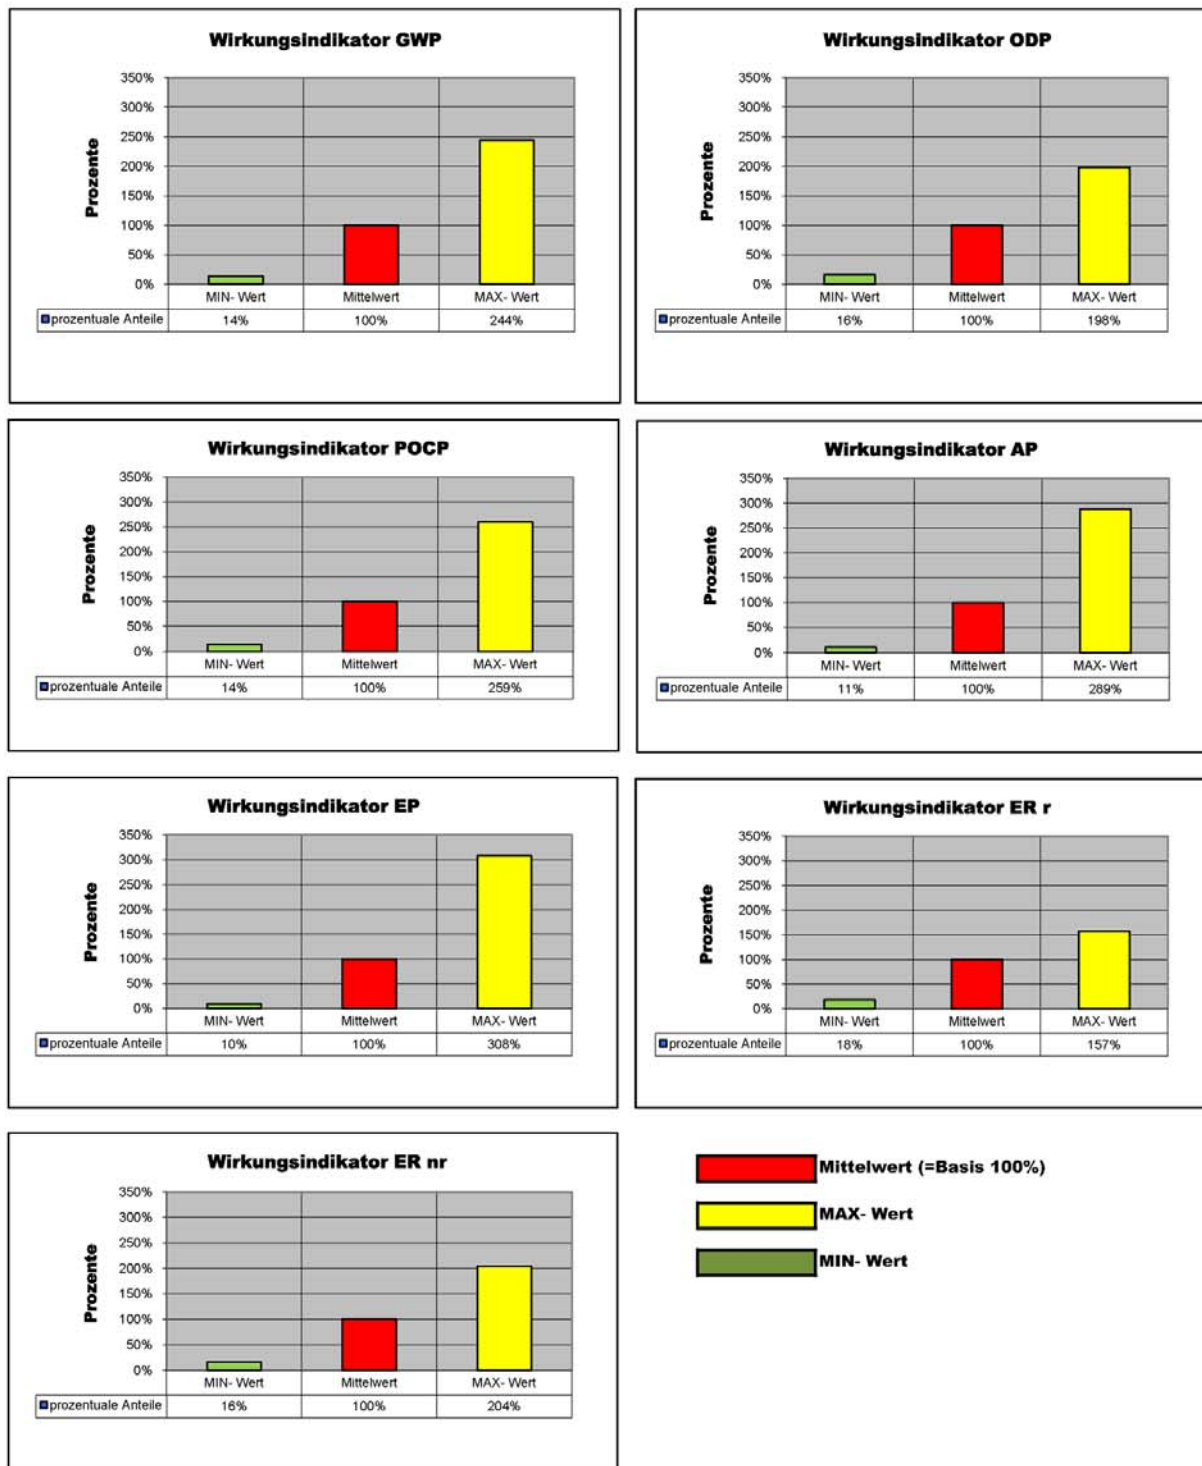 Wirkungsindikator GWP
Prozente
350%
300%
250%
200%
150%
100%
50%
0%
MIN- Wert Mittelwert MAX- Wert
prozentuale Anteile 14% 100% 244%
Wirkungsindikator ODP
Prozente
350%
300%
250%
200%
150%
100%
50%
0%
MIN- Wert Mittelwert MAX- Wert
prozentuale Anteile 16% 100% 198%
Wirkungsindikator POCP
Prozente
350%
300%
250%
200%
150%
100%
50%
0%
MIN- Wert Mittelwert MAX- Wert
prozentuale Anteile 14% 100% 259%
Wirkungsindikator AP
Prozente
350%
300%
250%
200%
150%
100%
50%
0%
MIN- Wert Mittelwert MAX- Wert
prozentuale Anteile 11% 100% 289%
Wirkungsindikator EP
Prozente
350%
300%
250%
200%
150%
100%
50%
0%
MIN- Wert Mittelwert MAX- Wert
prozentuale Anteile 10% 100% 308%
Wirkungsindikator ER r
Prozente
350%
300%
250%
200%
150%
100%
50%
0%
MIN- Wert Mittelwert MAX- Wert
prozentuale Anteile 18% 100% 157%
Wirkungsindikator ER nr
Prozente
350%
300%
250%
200%
150%
100%
50%
0%
MIN- Wert Mittelwert MAX- Wert
prozentuale Anteile 16% 100% 204%
Mittelwert (=Basis 100%)
MAX- Wert
MIN- Wert